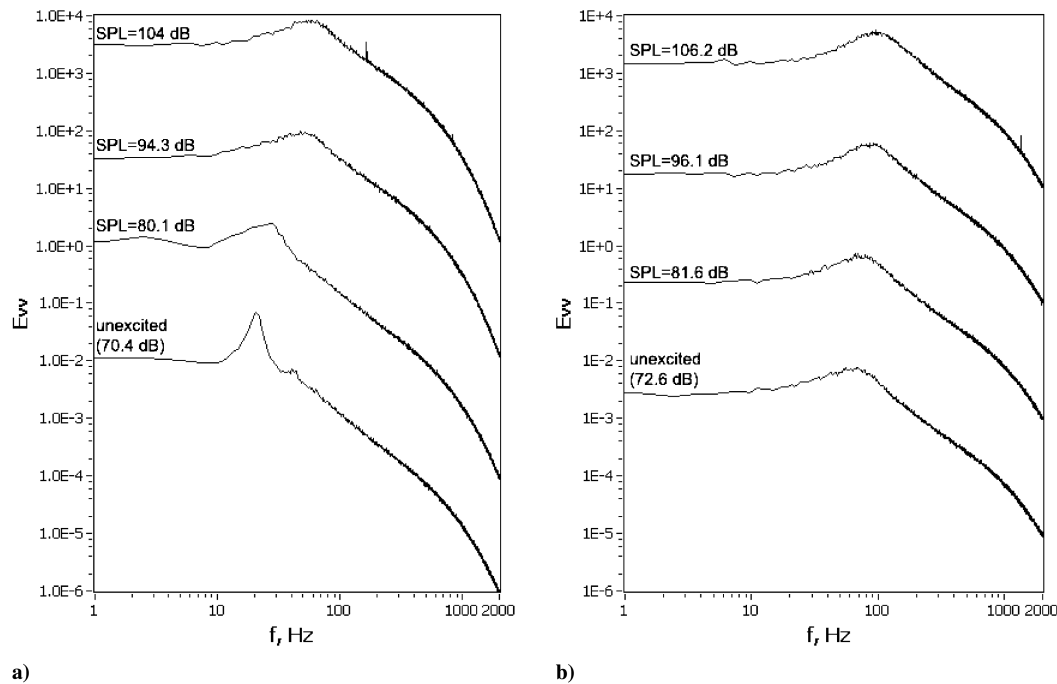 1.0E+4
1.0E+3
1.0E+2
1.0E+1
1.0E+0
1.0E-1
1.0E-2
1.0E-3
1.0E-4
1.0E-5
1.0E-6
Evv
SPL=104 dB
SPL=94.3 dB
SPL=80.1 dB
unexcited
(70.4 dB)
1 10 100 1000 2000
f, Hz
a)
1E+4
1E+3
1E+2
1E+1
1E+0
1E-1
1E-2
1E-3
1E-4
1E-5
1E-6
Evv
SPL=106.2 dB
SPL=96.1 dB
SPL=81.6 dB
unexcited
(72.6 dB)
1 10 100 1000 2000
f, Hz
b)